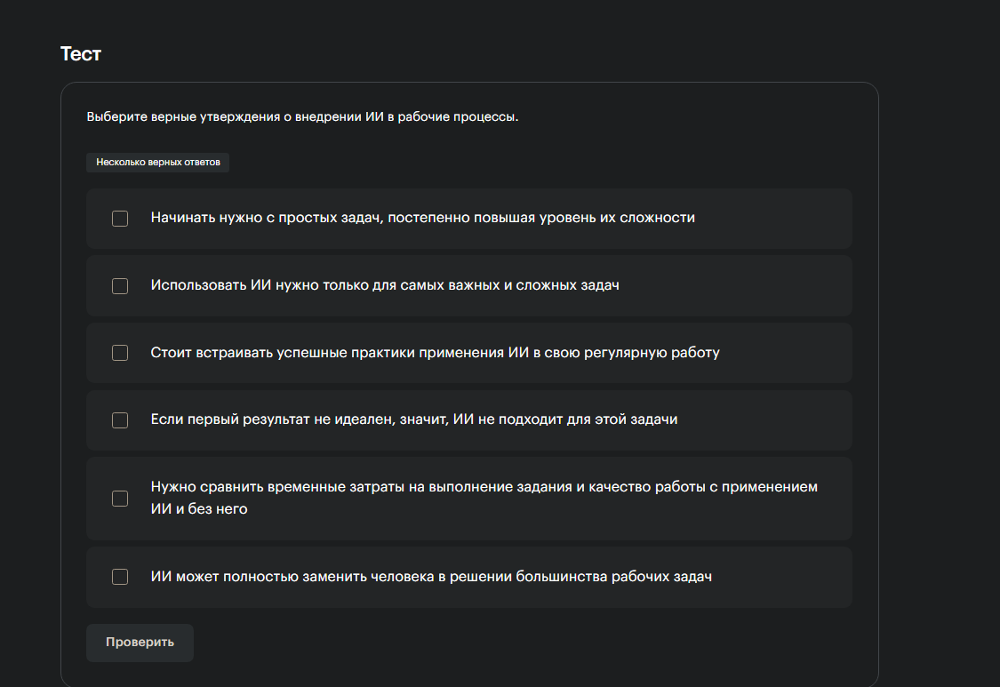 Тест
Выберите верные утверждения о внедрении ИИ в рабочие процессы.
Несколько верных ответов
Начинать нужно с простых задач, постепенно повышая уровень их сложности
Использовать ИИ нужно только для самых важных и сложных задач
Стоит встраивать успешные практики применения ИИ в свою регулярную работу
Если первый результат не идеален, значит, ИИ не подходит для этой задачи
Нужно сравнить временные затраты на выполнение задания и качество работы с применением
ИИ и без него
ИИ может полностью заменить человека в решении большинства рабочих задач
Проверить